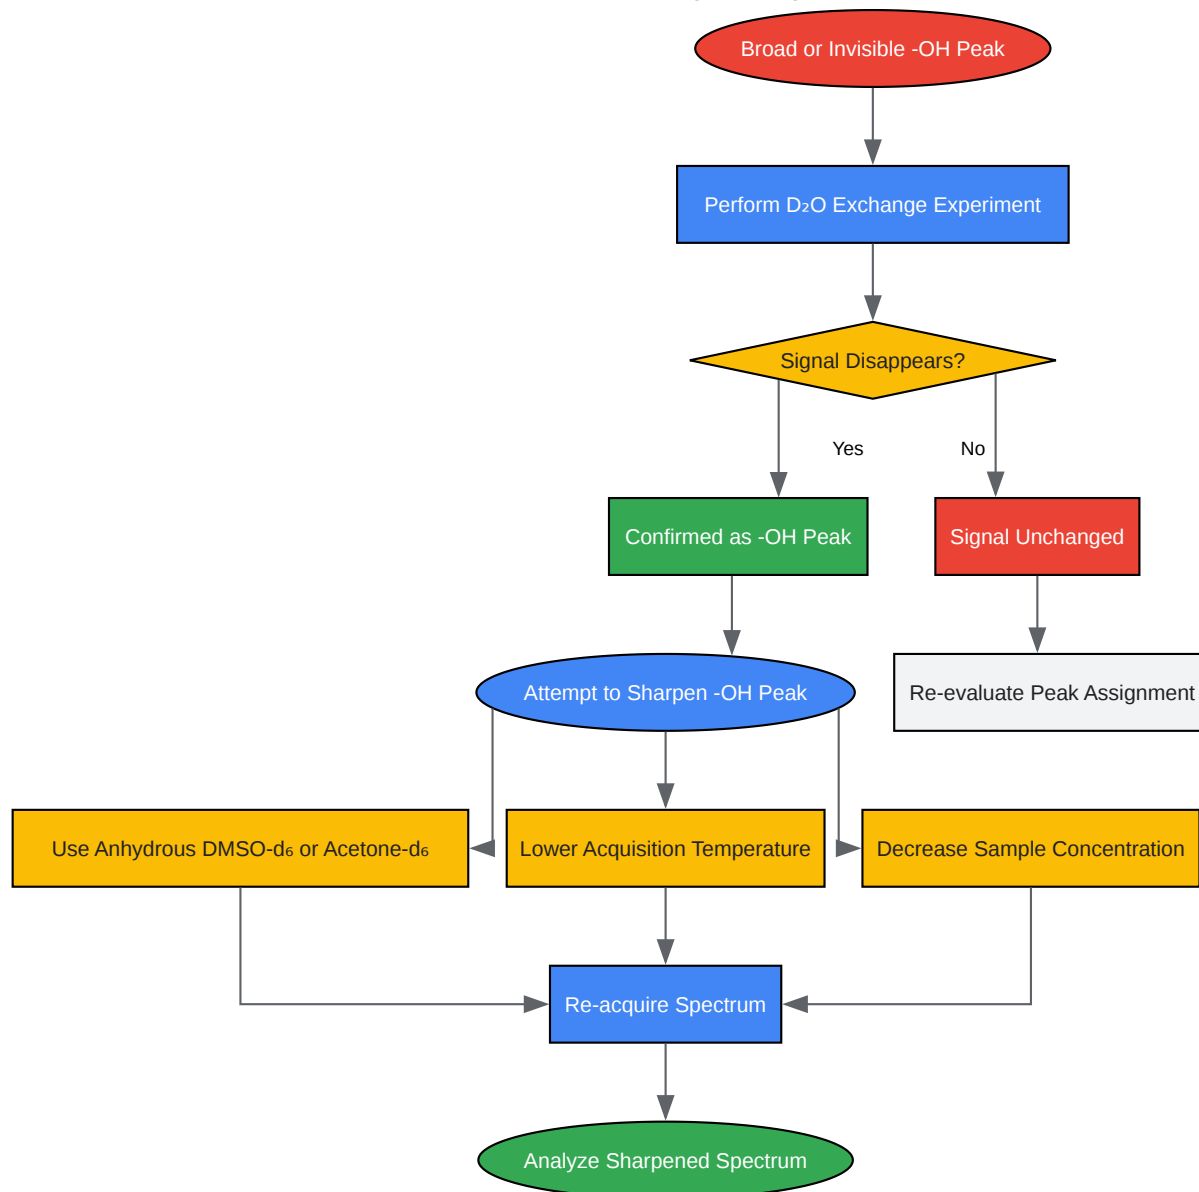 Broad or Invisible -OH Peak
Perform D₂O Exchange Experiment
Signal Disappears?
Yes
No
Confirmed as -OH Peak
Signal Unchanged
Attempt to Sharpen -OH Peak
Re-evaluate Peak Assignment
Use Anhydrous DMSO-d₆ or Acetone-d₆
Lower Acquisition Temperature
Decrease Sample Concentration
Re-acquire Spectrum
Analyze Sharpened Spectrum